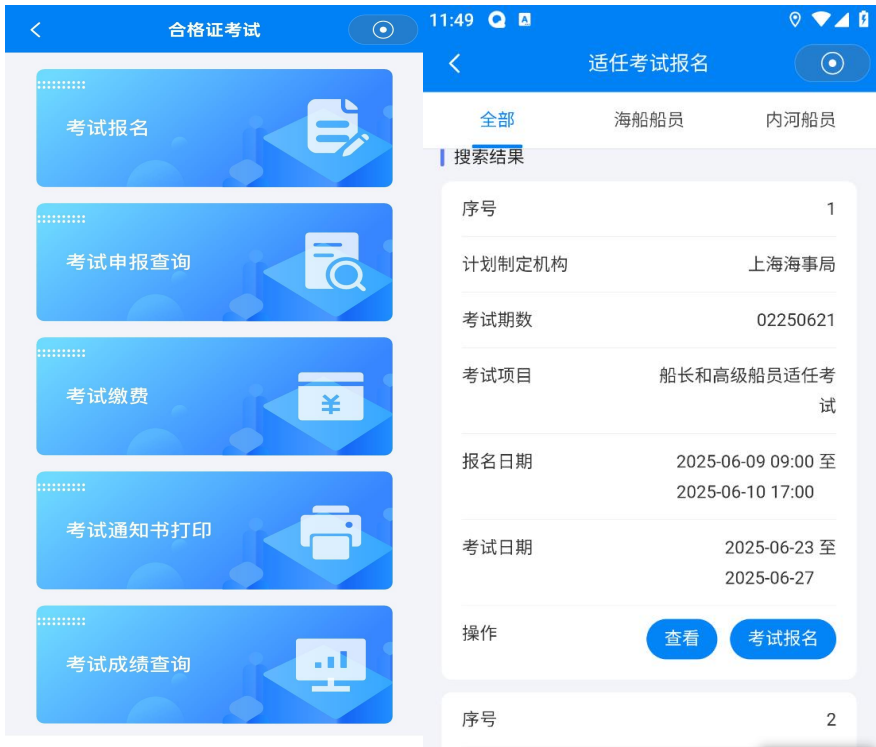 合格证考试
考试报名
考试申报查询
考试缴费
¥
考试通知书打印
考试成绩查询
11:49
适任考试报名
全部
海船船员
内河船员
搜索结果
序号
1
计划制定机构
上海海事局
考试期数
02250621
考试项目
船长和高级船员适任考
试
报名日期
2025-06-09 09:00 至
2025-06-10 17:00
考试日期
2025-06-23 至
2025-06-27
操作
查看
考试报名
序号
2